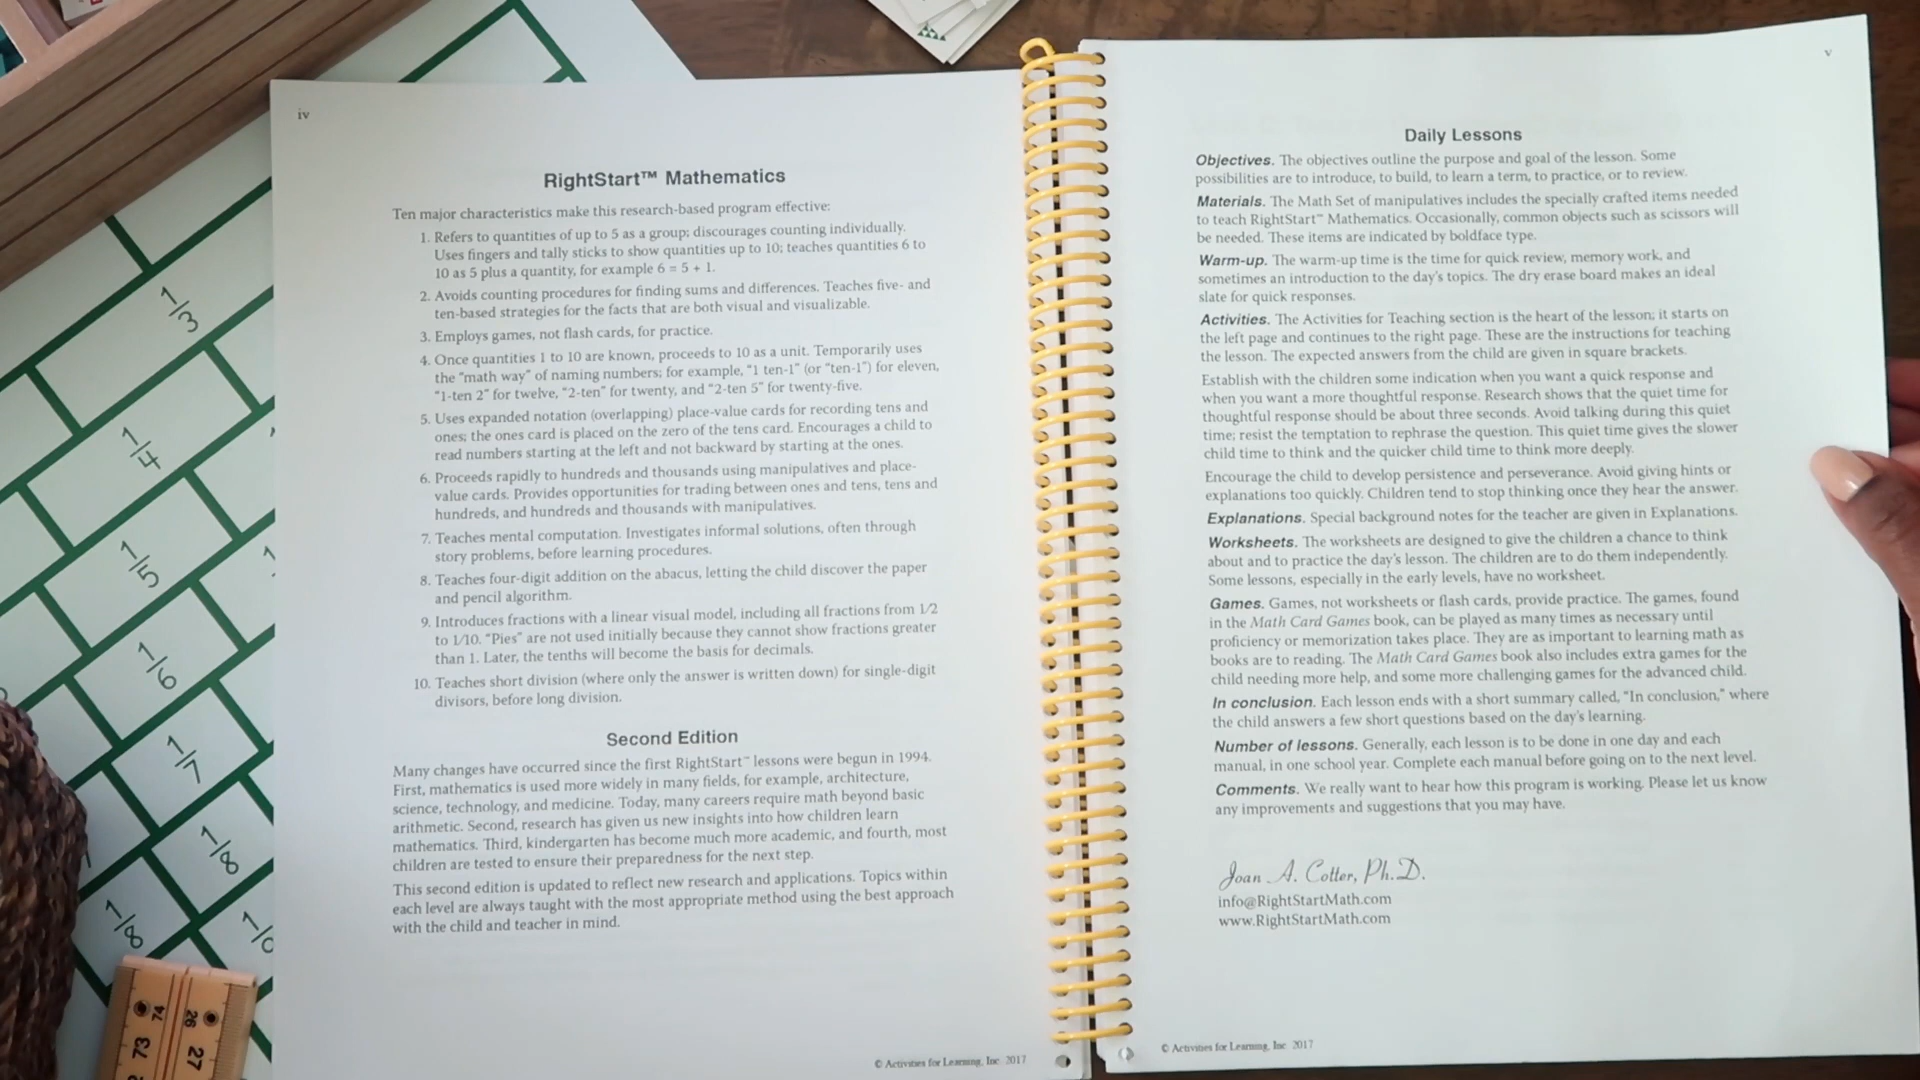 iv
RightStart™ Mathematics
Ten major characteristics make this research-based program effective:
1. Refers to quantities of up to 5 as a group; discourages counting individually.
Uses fingers and tally sticks to show quantities up to 10; teaches quantities 6 to
10 as 5 plus a quantity, for example 6 = 5 + 1.
2. Avoids counting procedures for finding sums and differences. Teaches five- and
ten-based strategies for the facts that are both visual and visualizable.
3. Employs games, not flash cards, for practice.
4. Once quantities 1 to 10 are known, proceeds to 10 as a unit. Temporarily uses
the “math way” of naming numbers; for example, “1 ten-1” (or “ten-1”) for eleven,
“1-ten 2” for twelve, “2-ten” for twenty, and “2-ten 5” for twenty-five.
5. Uses expanded notation (overlapping) place-value cards for recording tens and
ones; the ones card is placed on the zero of the tens card. Encourages a child to
read numbers starting at the left and not backward by starting at the ones.
6. Proceeds rapidly to hundreds and thousands using manipulatives and place-
value cards. Provides opportunities for trading between ones and tens, tens and
hundreds, and hundreds and thousands with manipulatives.
7. Teaches mental computation. Investigates informal solutions, often through
story problems, before learning procedures.
8. Teaches four-digit addition on the abacus, letting the child discover the paper
and pencil algorithm.
9. Introduces fractions with a linear visual model, including all fractions from 1/2
to 1/10. “Pies” are not used initially because they cannot show fractions greater
than 1. Later, the tenths will become the basis for decimals.
10. Teaches short division (where only the answer is written down) for single-digit
divisors, before long division.
Second Edition
Many changes have occurred since the first RightStart™ lessons were begun in 1994.
First, mathematics is used more widely in many fields, for example, architecture,
science, technology, and medicine. Today, many careers require math beyond basic
arithmetic. Second, research has given us new insights into how children learn
mathematics. Third, kindergarten has become much more academic, and fourth, most
children are tested to ensure their preparedness for the next step.
This second edition is updated to reflect new research and applications. Topics within
each level are always taught with the most appropriate method using the best approach
with the child and teacher in mind.
© Activities for Learning, Inc. 2017
v
Daily Lessons
Objectives. The objectives outline the purpose and goal of the lesson. Some
possibilities are to introduce, to build, to learn a term, to practice, or to review.
Materials. The Math Set of manipulatives includes the specially crafted items needed
to teach RightStart™ Mathematics. Occasionally, common objects such as scissors will
be needed. These items are indicated by boldface type.
Warm-up. The warm-up time is the time for quick review, memory work, and
sometimes an introduction to the day's topics. The dry erase board makes an ideal
slate for quick responses.
Activities. The Activities for Teaching section is the heart of the lesson; it starts on
the left page and continues to the right page. These are the instructions for teaching
the lesson. The expected answers from the child are given in square brackets.
Establish with the children some indication when you want a quick response and
when you want a more thoughtful response. Research shows that the quiet time for
thoughtful response should be about three seconds. Avoid talking during this quiet
time; resist the temptation to rephrase the question. This quiet time gives the slower
child time to think and the quicker child time to think more deeply.
Encourage the child to develop persistence and perseverance. Avoid giving hints or
explanations too quickly. Children tend to stop thinking once they hear the answer.
Explanations. Special background notes for the teacher are given in Explanations.
Worksheets. The worksheets are designed to give the children a chance to think
about and to practice the day's lesson. The children are to do them independently.
Some lessons, especially in the early levels, have no worksheet.
Games. Games, not worksheets or flash cards, provide practice. The games, found
in the Math Card Games book, can be played as many times as necessary until
proficiency or memorization takes place. They are as important to learning math as
books are to reading. The Math Card Games book also includes extra games for the
child needing more help, and some more challenging games for the advanced child.
In conclusion. Each lesson ends with a short summary called, “In conclusion,” where
the child answers a few short questions based on the day's learning.
Number of lessons. Generally, each lesson is to be done in one day and each
manual, in one school year. Complete each manual before going on to the next level.
Comments. We really want to hear how this program is working. Please let us know
any improvements and suggestions that you may have.
Joan A. Cotter, Ph.D.
info@RightStartMath.com
www.RightStartMath.com
© Activities for Learning, Inc. 2017
1/3
1/4
1/5
1/6
1/7
1/8
1/8
74
26
73
27